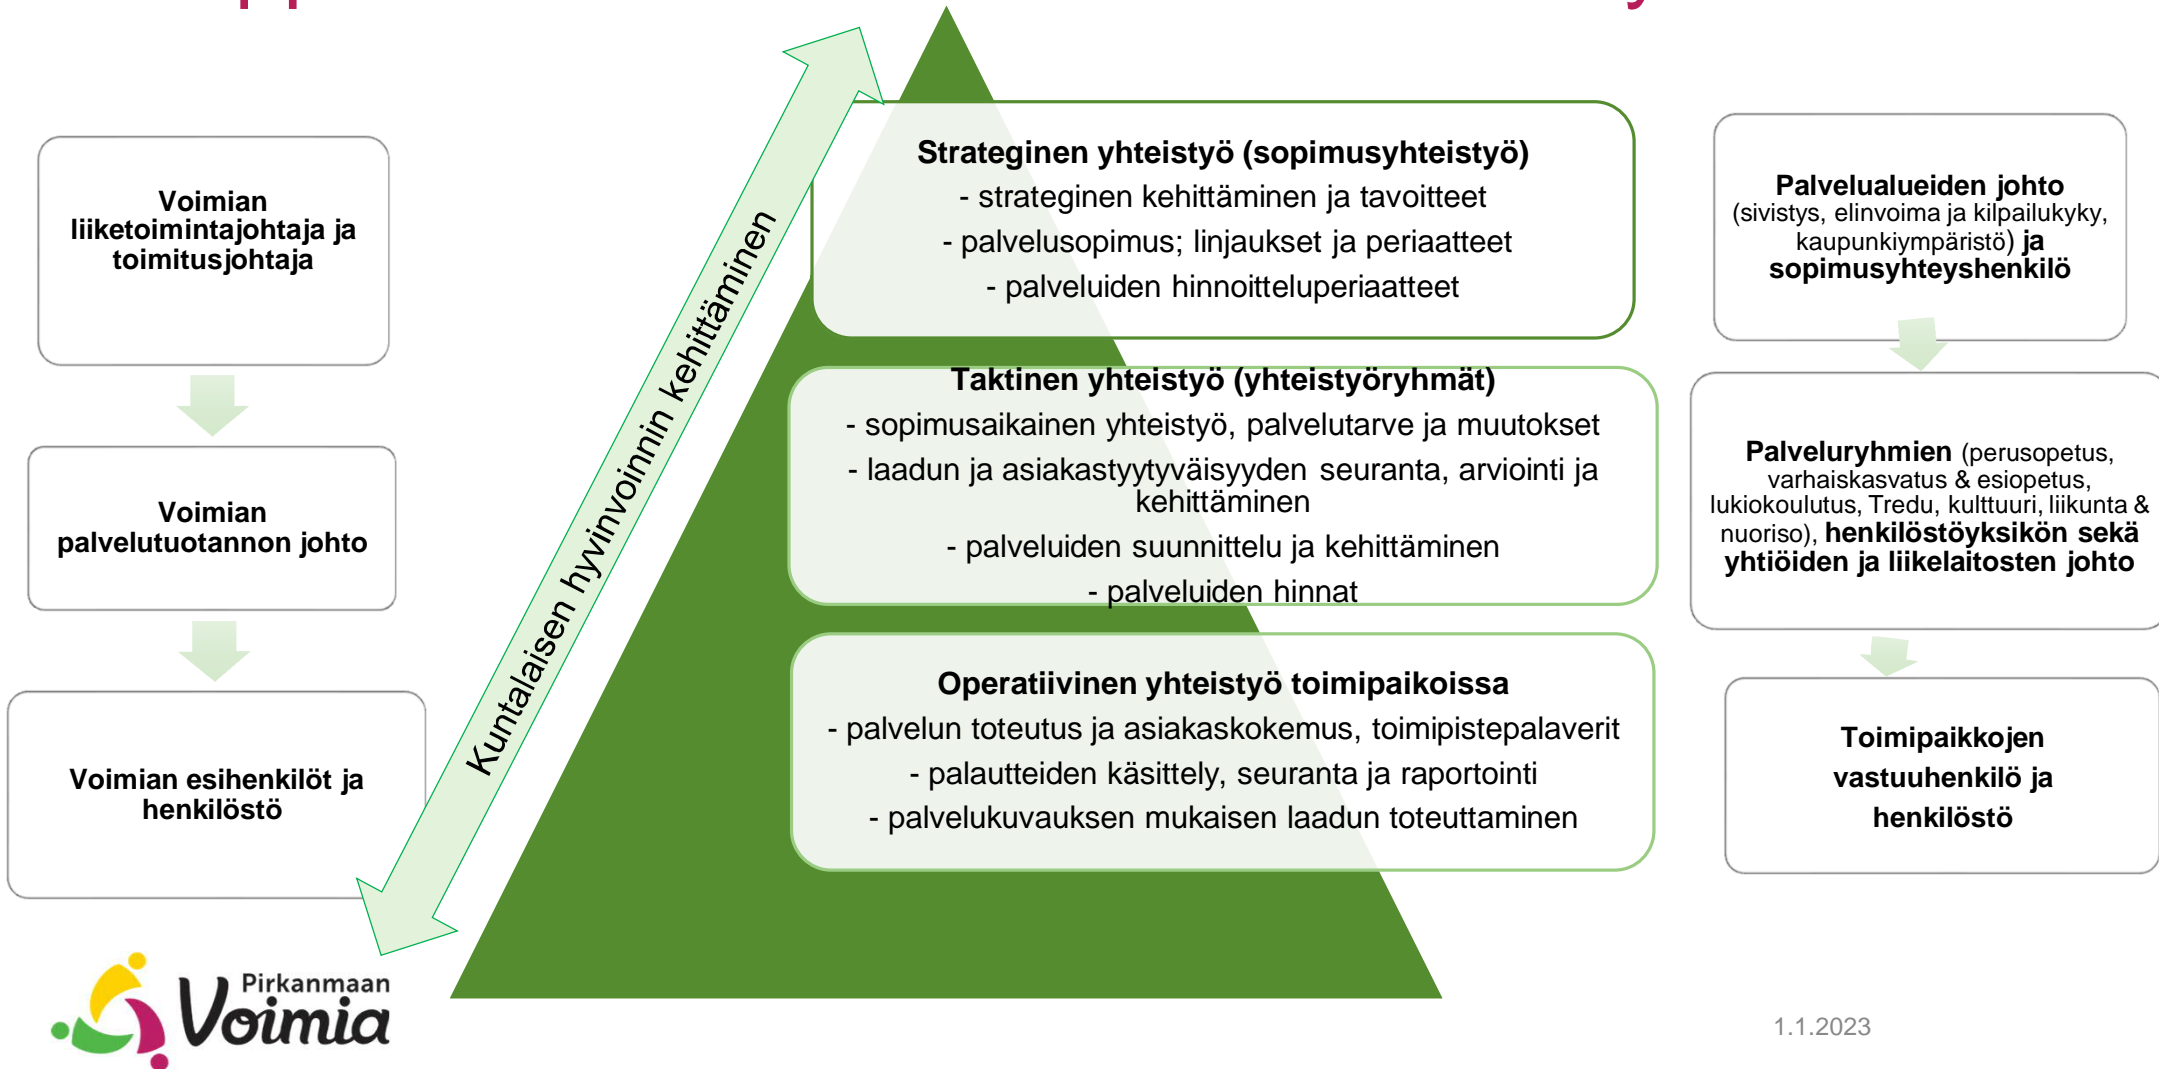 Voimian
liiketoimintajohtaja ja
toimitusjohtaja
Voimian
palvelutuotannon johto
Voimian esihenkilöt ja
henkilöstö
Kuntalaisen hyvinvoinnin kehittäminen
Strateginen yhteistyö (sopimusyhteistyö)
- strateginen kehittäminen ja tavoitteet
- palvelusopimus; linjaukset ja periaatteet
- palveluiden hinnoitteluperiaatteet
Taktinen yhteistyö (yhteistyöryhmät)
- sopimusaikainen yhteistyö, palvelutarve ja muutokset
- laadun ja asiakastyytyväisyyden seuranta, arviointi ja
kehittäminen
- palveluiden suunnittelu ja kehittäminen
- palveluiden hinnat
Operatiivinen yhteistyö toimipaikoissa
- palvelun toteutus ja asiakaskokemus, toimipistepalaverit
- palautteiden käsittely, seuranta ja raportointi
- palvelukuvauksen mukaisen laadun toteuttaminen
Palvelualueiden johto
(sivistys, elinvoima ja kilpailukyky,
kaupunkiympäristö) ja
sopimusyhteyshenkilö
Palveluryhmien (perusopetus,
varhaiskasvatus & esiopetus,
lukiokoulutus, Tredu, kulttuuri, liikunta &
nuoriso), henkilöstöyksikön sekä
yhtiöiden ja liikelaitosten johto
Toimipaikkojen
vastuuhenkilö ja
henkilöstö
Pirkanmaan
Voimia
1.1.2023